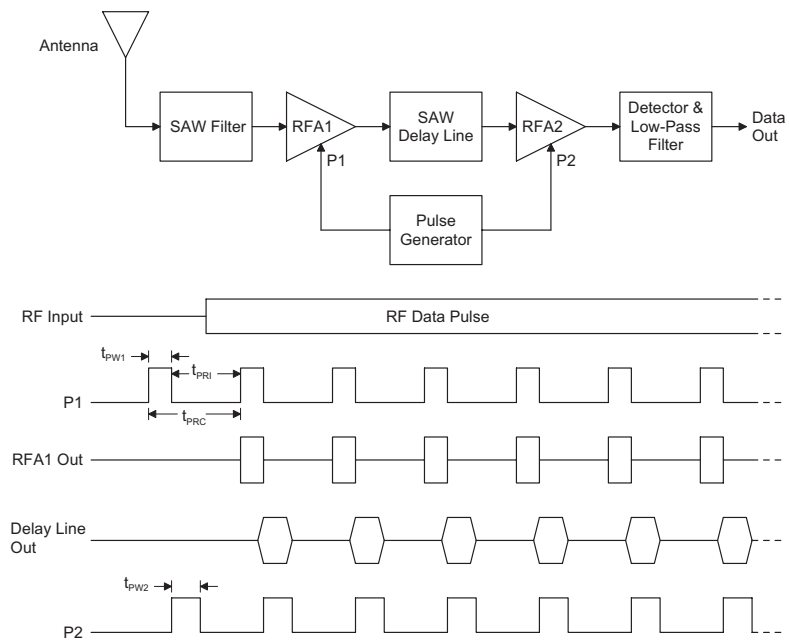 Antenna
SAW Filter
RFA1
SAW
Delay Line
RFA2
Detector &
Low-Pass
Filter
Data
Out
P1
P2
Pulse
Generator
RF Input
RF Data Pulse
tPW1
tPRI
P1
tPRC
RFA1 Out
Delay Line
Out
tPW2
P2